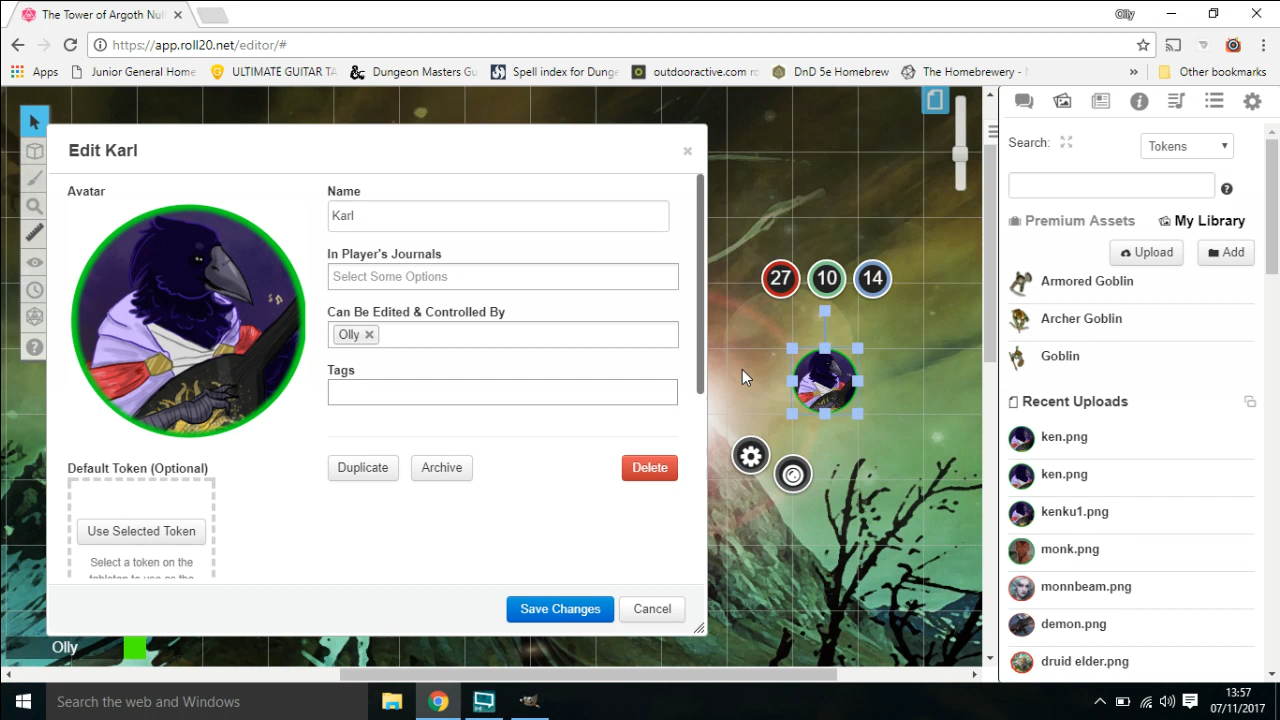 The Tower of Argoth Nul
Olly
https://app.roll20.net/editor/#
Apps
Junior General Home
ULTIMATE GUITAR TA
Dungeon Master Gu
Spell index for Dunge
outdooractive.com ro
DnD 5e Homebrew
The Homebrewery -
»
Other bookmarks
Edit Karl
×
Avatar
Name
Karl
In Player's Journals
Select Some Options
Can Be Edited & Controlled By
Olly ×
Tags
Duplicate
Archive
Delete
Default Token (Optional)
Use Selected Token
Select a token on the
tabletop to use as the
Save Changes
Cancel
27
10
14
Olly
Search:
Tokens
Premium Assets
My Library
Upload
Add
Armored Goblin
Archer Goblin
Goblin
Recent Uploads
ken.png
ken.png
kenku1.png
monk.png
monnbeam.png
demon.png
druid elder.png
Search the web and Windows
13:57
07/11/2017